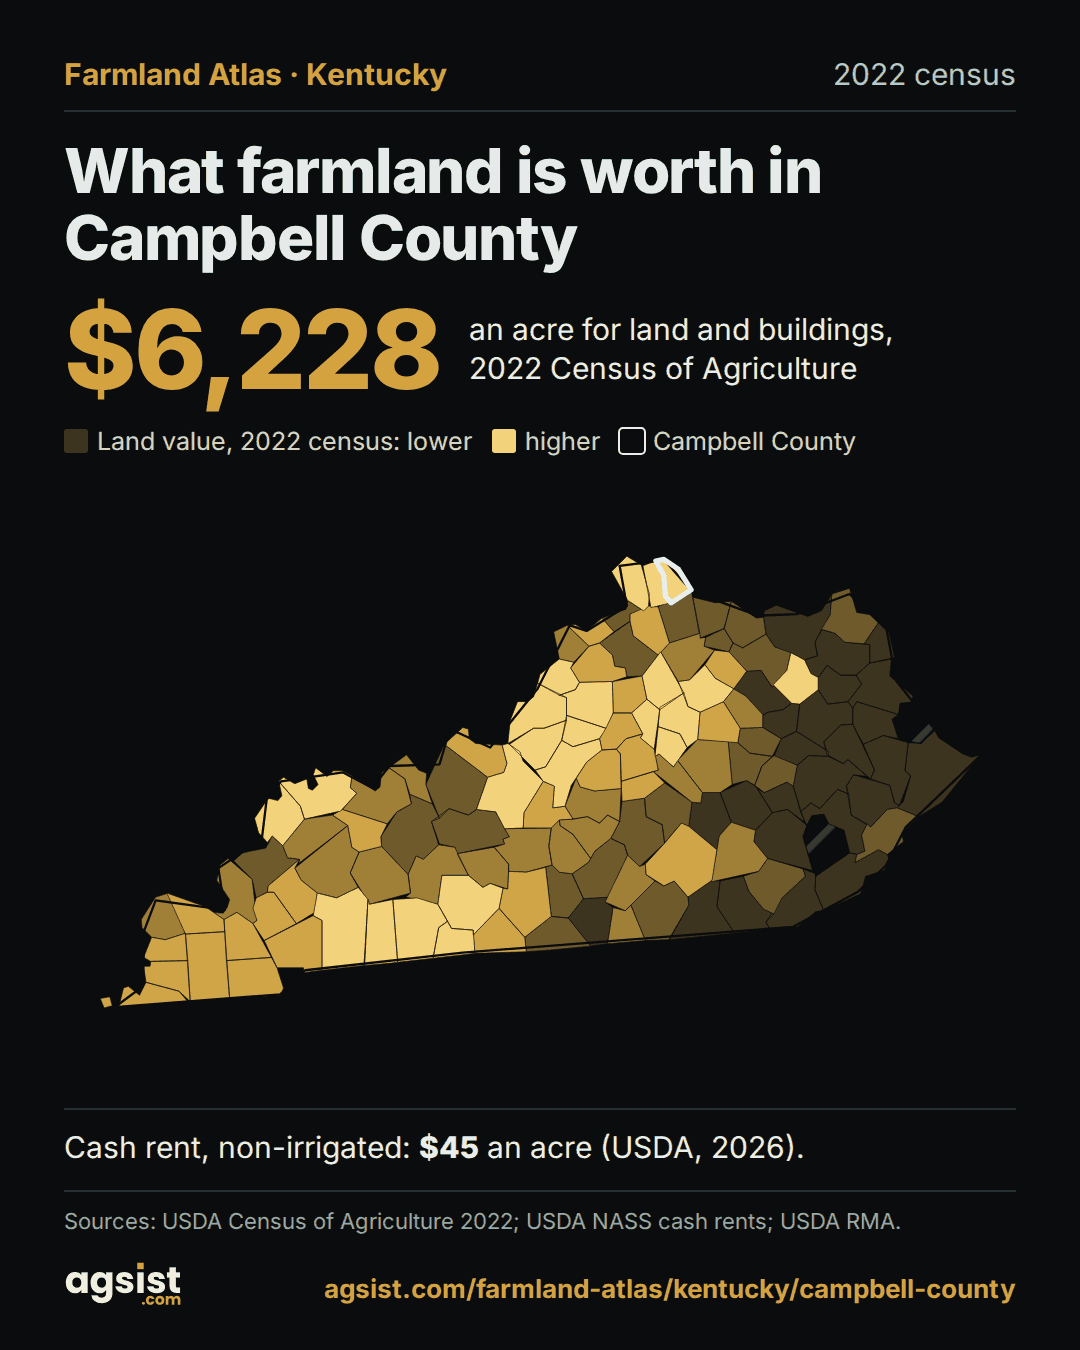 Farmland Atlas · Kentucky
2022 census
What farmland is worth in
Campbell County
$6,228
an acre for land and buildings,
2022 Census of Agriculture
Land value, 2022 census: lower
higher
Campbell County
Cash rent, non-irrigated: $45 an acre (USDA, 2026).
Sources: USDA Census of Agriculture 2022; USDA NASS cash rents; USDA RMA.
agsist
.com
agsist.com/farmland-atlas/kentucky/campbell-county